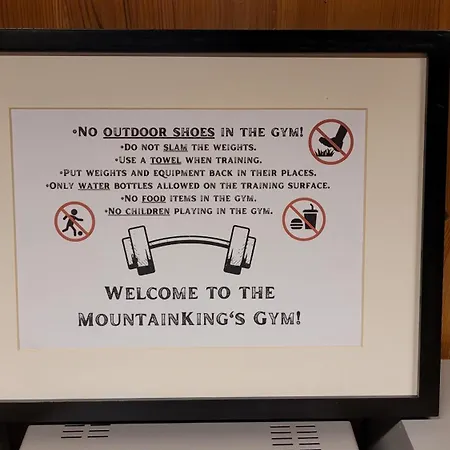 •No OUTDOOR SHOES IN THE GYM!
•DO NOT SLAM THE WEIGHTS.
•USE A TOWEL WHEN TRAINING.
•PUT WEIGHTS AND EQUIPMENT BACK IN THEIR PLACES.
•ONLY WATER BOTTLES ALLOWED ON THE TRAINING SURFACE.
•NO FOOD ITEMS IN THE GYM.
•NO CHILDREN PLAYING IN THE GYM.
WELCOME TO THE
MOUNTAINKING'S GYM!